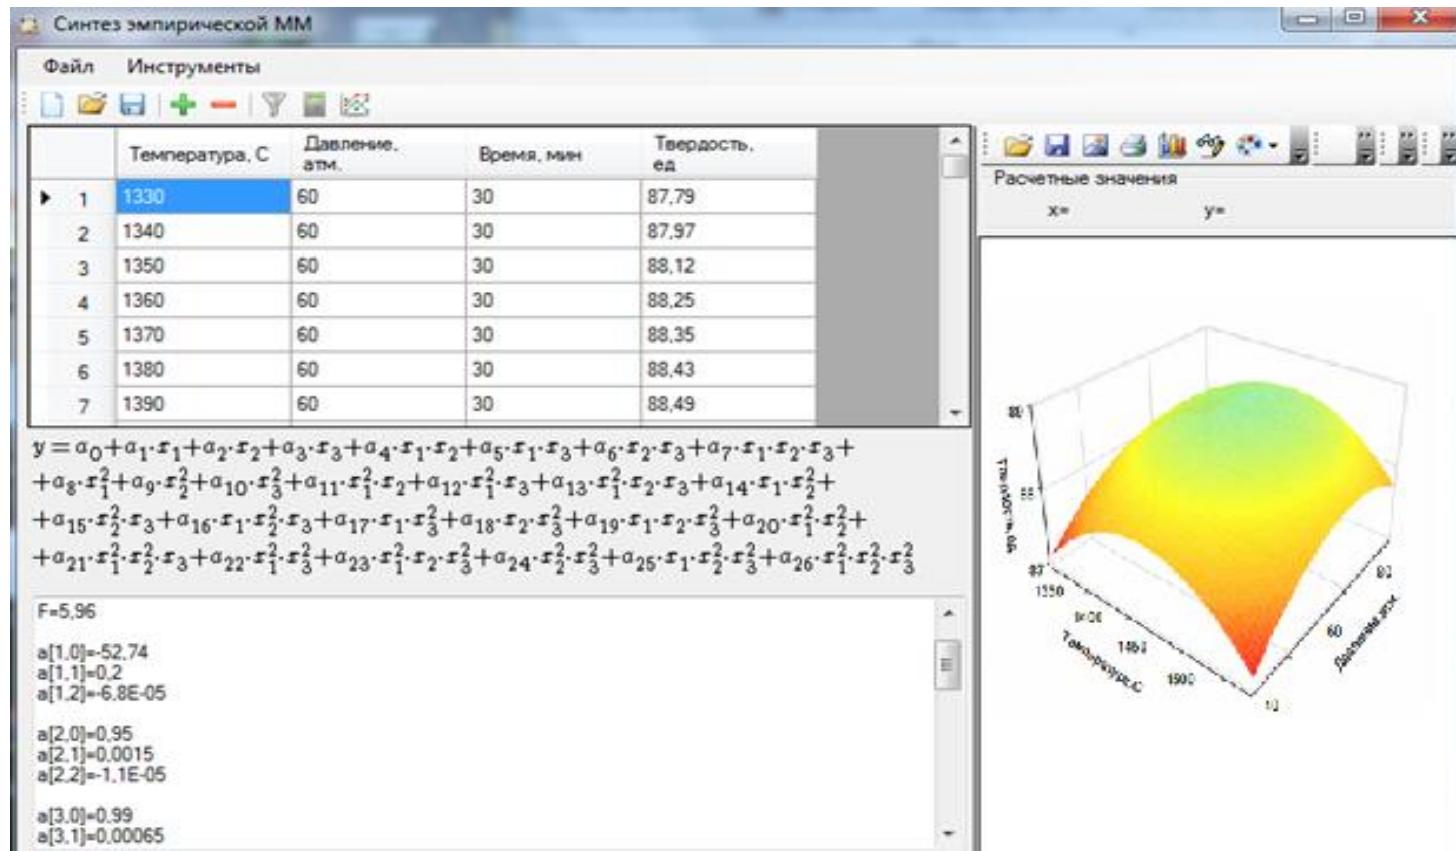 Синтез эмпирической ММ
Файл Инструменты
Температура, С Давление, атм. Время, мин Твердость, ед
1 1330 60 30 87,79
2 1340 60 30 87,97
3 1350 60 30 88,12
4 1360 60 30 88,25
5 1370 60 30 88,35
6 1380 60 30 88,43
7 1390 60 30 88,49
y=a₀+a₁·x₁+a₂·x₂+a₃·x₃+a₄·x₁·x₂+a₅·x₁·x₃+a₆·x₂·x₃+a₇·x₁·x₂·x₃+
+a₈·x₁²+a₉·x₂²+a₁₀·x₃²+a₁₁·x₁²·x₂+a₁₂·x₁²·x₃+a₁₃·x₁²·x₂·x₃+a₁₄·x₁·x₂²+
+a₁₅·x₂²·x₃+a₁₆·x₁·x₂²·x₃+a₁₇·x₁·x₃²+a₁₈·x₂·x₃²+a₁₉·x₁·x₂·x₃²+a₂₀·x₁²·x₂²+
+a₂₁·x₁²·x₂²·x₃+a₂₂·x₁²·x₃²+a₂₃·x₁²·x₂·x₃²+a₂₄·x₂²·x₃²+a₂₅·x₁·x₂²·x₃²+a₂₆·x₁²·x₂²·x₃²
F=5,96
a[1,0]=-52,74
a[1,1]=0,2
a[1,2]=-6,8E-05
a[2,0]=0,95
a[2,1]=0,0015
a[2,2]=-1,1E-05
a[3,0]=0,99
a[3,1]=0,00065
Расчетные значения
x= y=
87
60